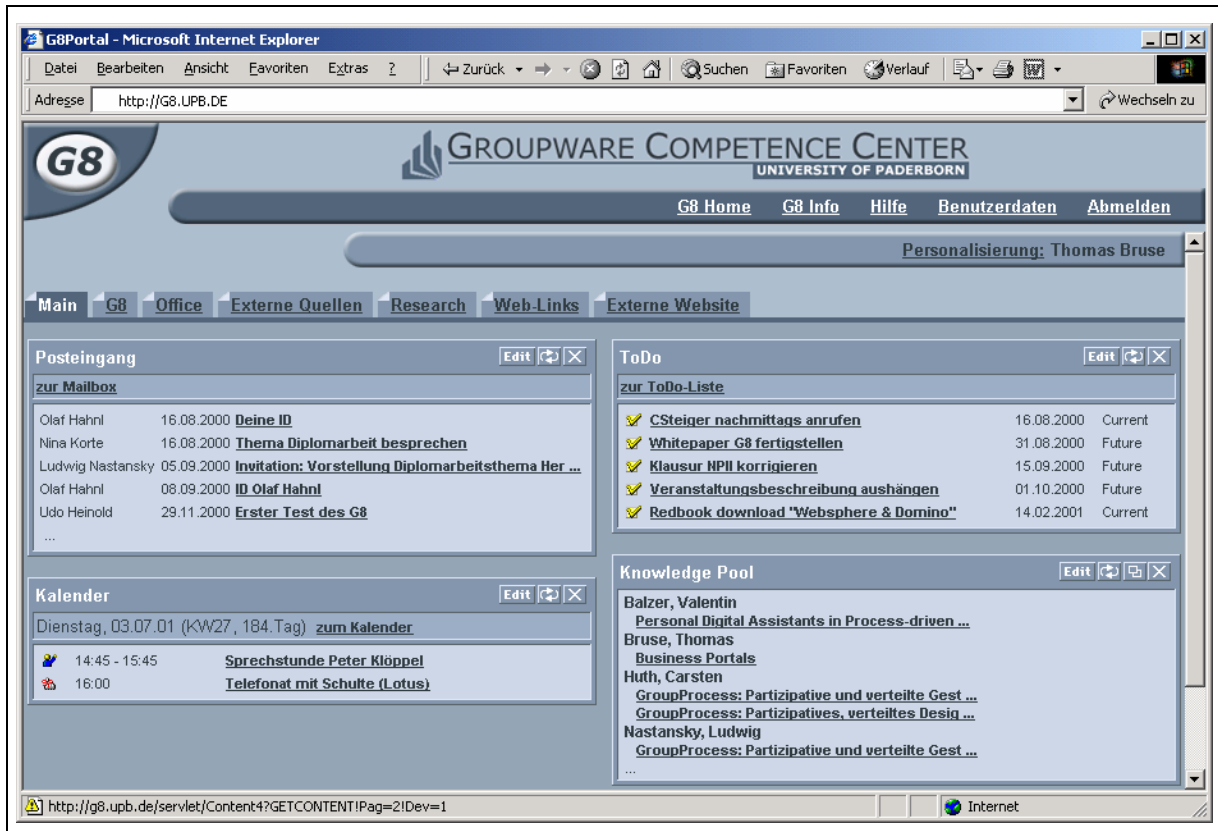 G8Portal - Microsoft Internet Explorer
Datei Bearbeiten Ansicht Favoriten Extras ? Zurück Suchen Favoriten Verlauf
Adresse http://G8.UPB.DE Wechseln zu
G8
GROUPWARE COMPETENCE CENTER
UNIVERSITY OF PADERBORN
G8 Home G8 Info Hilfe Benutzerdaten Abmelden
Personalisierung: Thomas Bruse
Main G8 Office Externe Quellen Research Web-Links Externe Website
Posteingang Edit
zur Mailbox
Olaf Hahnl 16.08.2000 Deine ID
Nina Korte 16.08.2000 Thema Diplomarbeit besprechen
Ludwig Nastansky 05.09.2000 Invitation: Vorstellung Diplomarbeitsthema Her ...
Olaf Hahnl 08.09.2000 ID Olaf Hahnl
Udo Heinold 29.11.2000 Erster Test des G8
...
Kalender Edit
Dienstag, 03.07.01 (KW27, 184.Tag) zum Kalender
14:45 - 15:45 Sprechstunde Peter Klöppel
16:00 Telefonat mit Schulte (Lotus)
ToDo Edit
zur ToDo-Liste
CSteiger nachmittags anrufen 16.08.2000 Current
Whitepaper G8 fertigstellen 31.08.2000 Future
Klausur NPII korrigieren 15.09.2000 Future
Veranstaltungsbeschreibung aushängen 01.10.2000 Future
Redbook download "Websphere & Domino" 14.02.2001 Current
Knowledge Pool Edit
Balzer, Valentin
Personal Digital Assistants in Process-driven ...
Bruse, Thomas
Business Portals
Huth, Carsten
GroupProcess: Partizipative und verteilte Gest ...
GroupProcess: Partizipatives, verteiltes Desig ...
Nastansky, Ludwig
GroupProcess: Partizipative und verteilte Gest ...
...
http://g8.upb.de/servlet/Content4?GETCONTENT!Pag=2!Dev=1 Internet